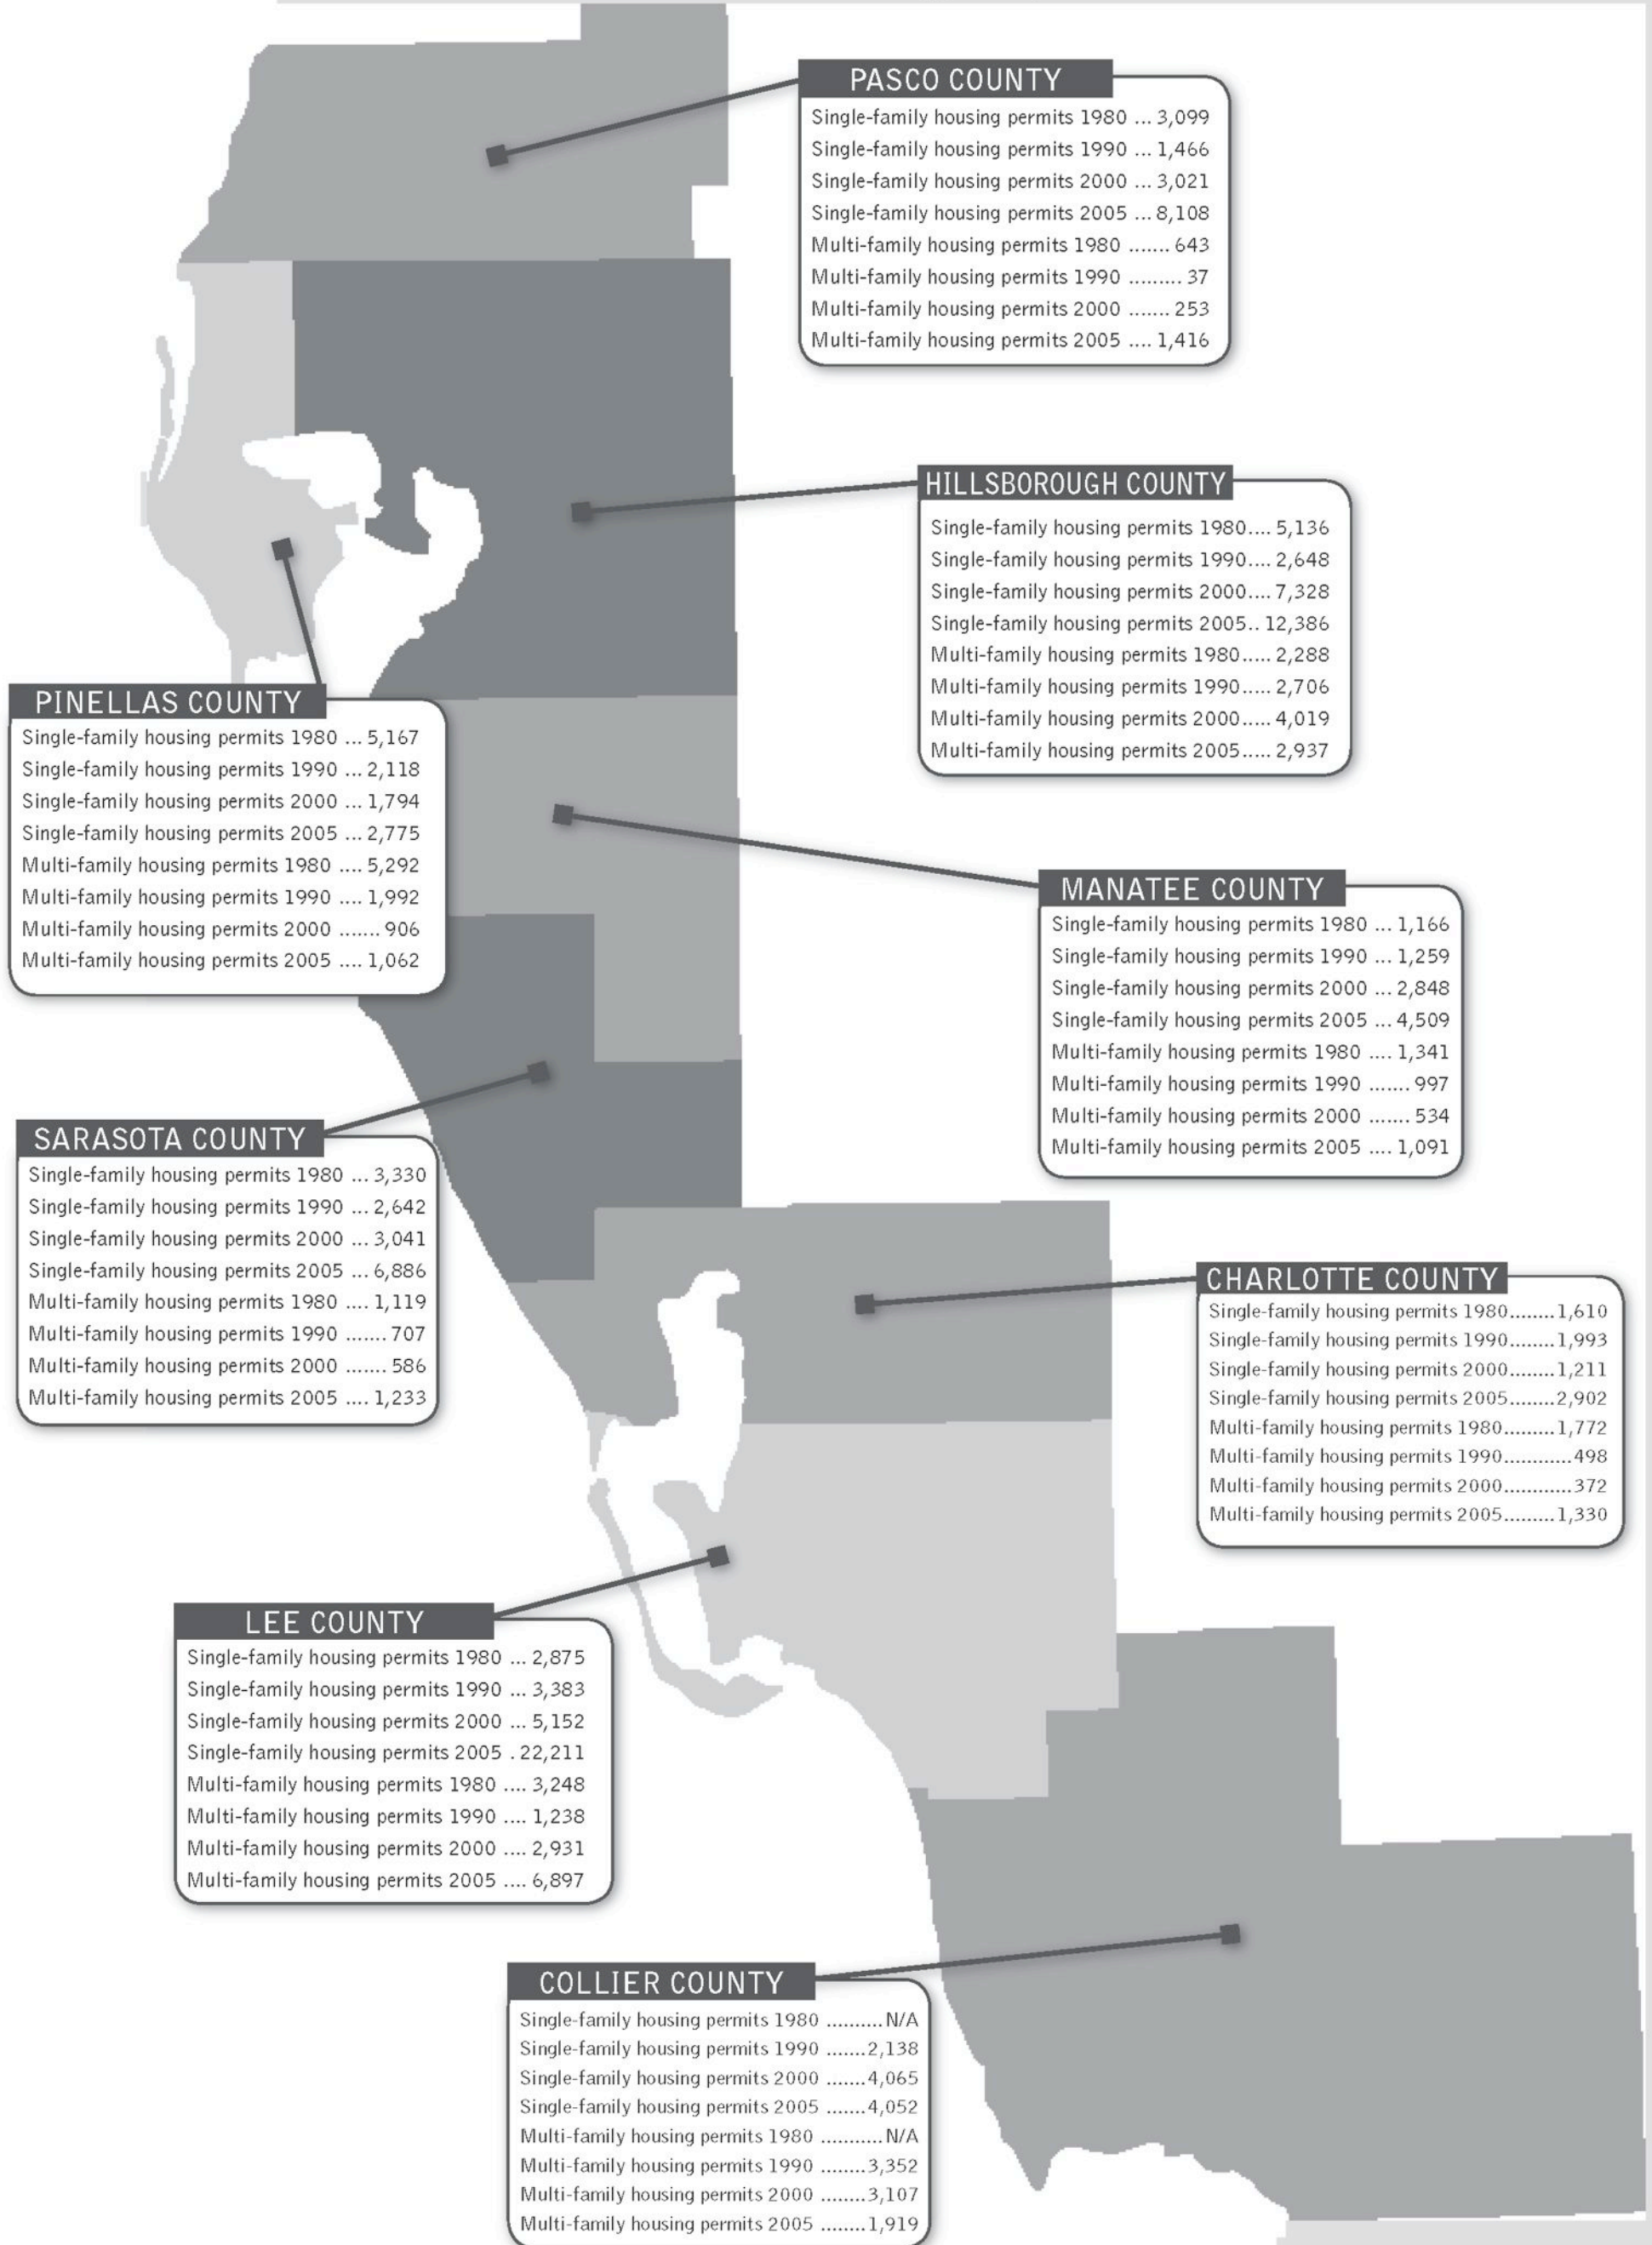 PASCO COUNTY
Single-family housing permits 1980 ... 3,099
Single-family housing permits 1990 ... 1,466
Single-family housing permits 2000 ... 3,021
Single-family housing permits 2005 ... 8,108
Multi-family housing permits 1980 ....... 643
Multi-family housing permits 1990 ......... 37
Multi-family housing permits 2000 ....... 253
Multi-family housing permits 2005 .... 1,416
HILLSBOROUGH COUNTY
Single-family housing permits 1980.... 5,136
Single-family housing permits 1990.... 2,648
Single-family housing permits 2000.... 7,328
Single-family housing permits 2005.. 12,386
Multi-family housing permits 1980..... 2,288
Multi-family housing permits 1990..... 2,706
Multi-family housing permits 2000..... 4,019
Multi-family housing permits 2005..... 2,937
PINELLAS COUNTY
Single-family housing permits 1980 ... 5,167
Single-family housing permits 1990 ... 2,118
Single-family housing permits 2000 ... 1,794
Single-family housing permits 2005 ... 2,775
Multi-family housing permits 1980 .... 5,292
Multi-family housing permits 1990 .... 1,992
Multi-family housing permits 2000 ....... 906
Multi-family housing permits 2005 .... 1,062
MANATEE COUNTY
Single-family housing permits 1980 ... 1,166
Single-family housing permits 1990 ... 1,259
Single-family housing permits 2000 ... 2,848
Single-family housing permits 2005 ... 4,509
Multi-family housing permits 1980 .... 1,341
Multi-family housing permits 1990 ....... 997
Multi-family housing permits 2000 ....... 534
Multi-family housing permits 2005 .... 1,091
SARASOTA COUNTY
Single-family housing permits 1980 ... 3,330
Single-family housing permits 1990 ... 2,642
Single-family housing permits 2000 ... 3,041
Single-family housing permits 2005 ... 6,886
Multi-family housing permits 1980 .... 1,119
Multi-family housing permits 1990 ....... 707
Multi-family housing permits 2000 ....... 586
Multi-family housing permits 2005 .... 1,233
CHARLOTTE COUNTY
Single-family housing permits 1980........1,610
Single-family housing permits 1990........1,993
Single-family housing permits 2000........1,211
Single-family housing permits 2005........2,902
Multi-family housing permits 1980.........1,772
Multi-family housing permits 1990............498
Multi-family housing permits 2000............372
Multi-family housing permits 2005.........1,330
LEE COUNTY
Single-family housing permits 1980 ... 2,875
Single-family housing permits 1990 ... 3,383
Single-family housing permits 2000 ... 5,152
Single-family housing permits 2005 . 22,211
Multi-family housing permits 1980 .... 3,248
Multi-family housing permits 1990 .... 1,238
Multi-family housing permits 2000 .... 2,931
Multi-family housing permits 2005 .... 6,897
COLLIER COUNTY
Single-family housing permits 1980 ..........N/A
Single-family housing permits 1990 .......2,138
Single-family housing permits 2000 .......4,065
Single-family housing permits 2005 .......4,052
Multi-family housing permits 1980 ...........N/A
Multi-family housing permits 1990 ........3,352
Multi-family housing permits 2000 ........3,107
Multi-family housing permits 2005 ........1,919